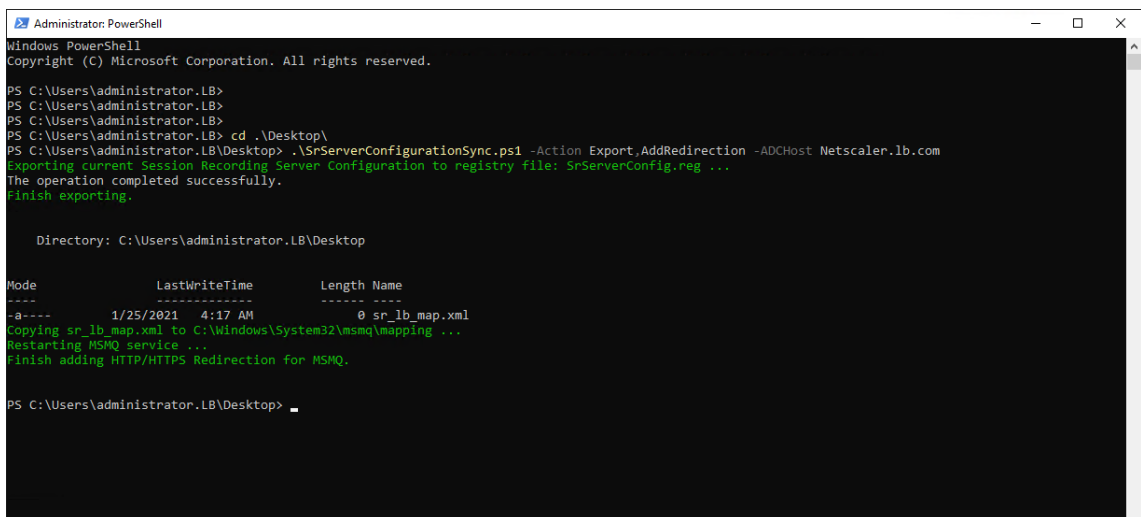 Administrator: PowerShell
Windows PowerShell
Copyright (C) Microsoft Corporation. All rights reserved.
PS C:\Users\administrator.LB>
PS C:\Users\administrator.LB>
PS C:\Users\administrator.LB>
PS C:\Users\administrator.LB> cd .\Desktop\
PS C:\Users\administrator.LB\Desktop> .\SrServerConfigurationSync.ps1 -Action Export,AddRedirection -ADCHost Netscaler.lb.com
Exporting current Session Recording Server Configuration to registry file: SrServerConfig.reg ...
The operation completed successfully.
Finish exporting.
Directory: C:\Users\administrator.LB\Desktop
Mode LastWriteTime Length Name
---- ------------- ------ ----
-a---- 1/25/2021 4:17 AM 0 sr_lb_map.xml
Copying sr_lb_map.xml to C:\Windows\System32\msmq\mapping ...
Restarting MSMQ service ...
Finish adding HTTP/HTTPS Redirection for MSMQ.
PS C:\Users\administrator.LB\Desktop>